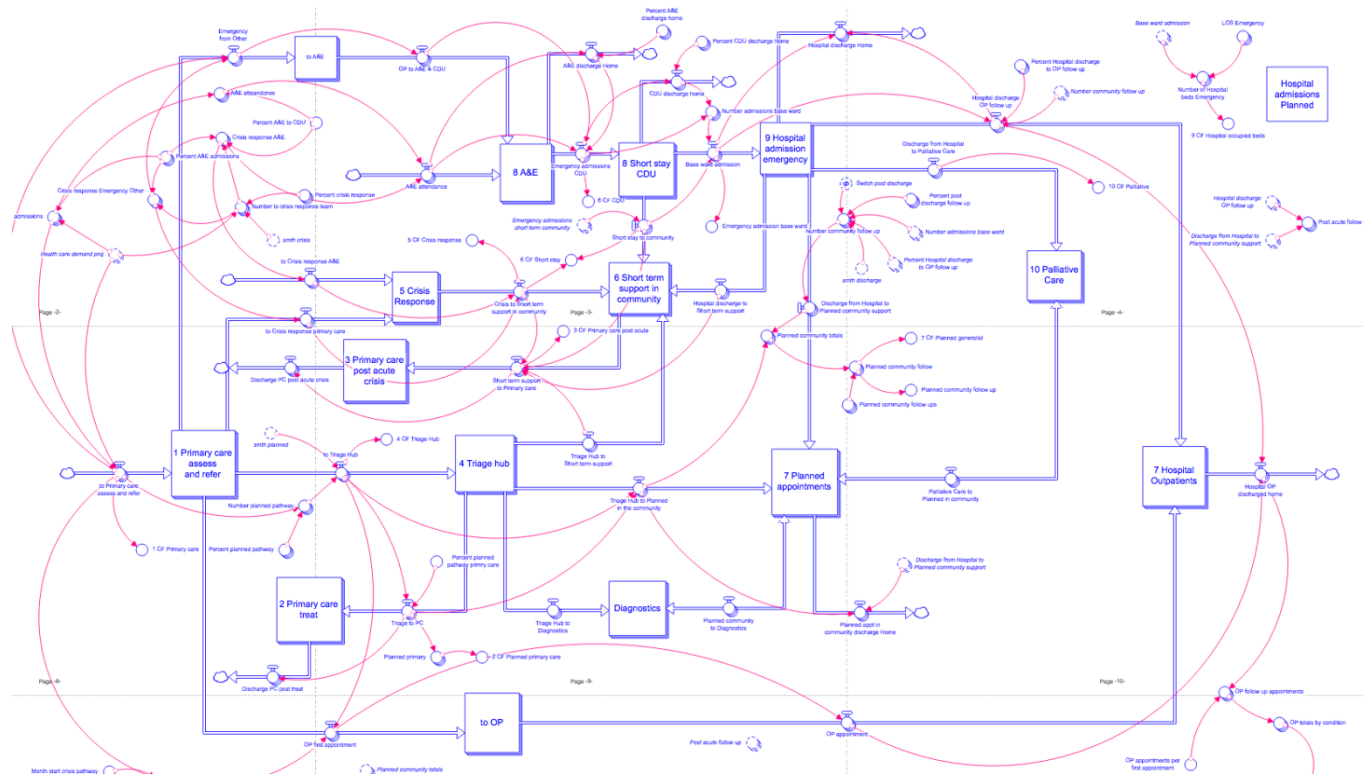 Percent A&E
discharge home
Base ward admission
LOS Emergency
Emergency
from Other
to A&E
OP to A&E & CDU
A&E discharge Home
Percent CDU discharge home
CDU discharge home
Hospital discharge Home
Percent Hospital discharge
to OP follow up
Number of Hospital
beds Emergency
Hospital
admissions
Planned
A&E attendances
Number admissions base ward
Hospital discharge
OP follow up
Number community follow up
9 CF Hospital occupied beds
Percent A&E to CDU
Crisis response A&E
Percent A&E admissions
8 A&E
Emergency admissions
CDU
8 Short stay
CDU
Base ward admission
9 Hospital
admission
emergency
Discharge from Hospital
to Palliative Care
10 CF Palliative
A&E attendance
Crisis response Emergency Other
Percent crisis response
8 CF CDU
Switch post discharge
Percent post
discharge follow up
admissions
Number to crisis response team
Emergency admissions
short term community
Short stay to community
Emergency admission base ward
Number community follow up
Number admissions base ward
Hospital discharge
OP follow up
Post acute follow
Discharge from Hospital to
Planned community support
smth crisis
5 CF Crisis response
Health care demand proj
6 CF Short stay
Percent Hospital discharge
to OP follow up
smth discharge
to Crisis response A&E
5 Crisis
Response
6 Short term
support in
community
10 Palliative
Care
Crisis to Short term
support in community
Hospital discharge to
Short term support
Discharge from Hospital to
Planned community support
Page -2-
Page -3-
Page -4-
to Crisis response primary care
3 CF Primary care post acute
Planned community totals
7 CF Planned generalist
3 Primary care
post acute
crisis
Discharge PC post acute crisis
Short term support
to Primary care
Planned community follow
Planned community follow up
Planned community follow ups
smth planned
4 CF Triage Hub
1 Primary care
assess
and refer
to Triage Hub
4 Triage hub
Triage Hub to
Short term support
7 Planned
appointments
7 Hospital
Outpatients
to Primary care
assess and refer
Triage Hub to Planned
in the community
Palliative Care to
Planned in community
Hospital OP
discharged home
Number planned pathway
1 CF Primary care
Percent planned pathway
Percent planned
pathway primry care
Discharge from Hospital to
Planned community support
2 Primary care
treat
Triage to PC
Triage Hub to
Diagnostics
Diagnostics
Planned community
to Diagnostics
Planned appt in
community discharge Home
Planned primary
2 CF Planned primary care
Discharge PC post treat
Page -8-
Page -9-
Page -10-
OP follow up appointments
to OP
OP first appointment
OP appointment
OP totals by condition
Post acute follow up
OP appointments per
first appointment
Month start crisis pathway
Planned community totals